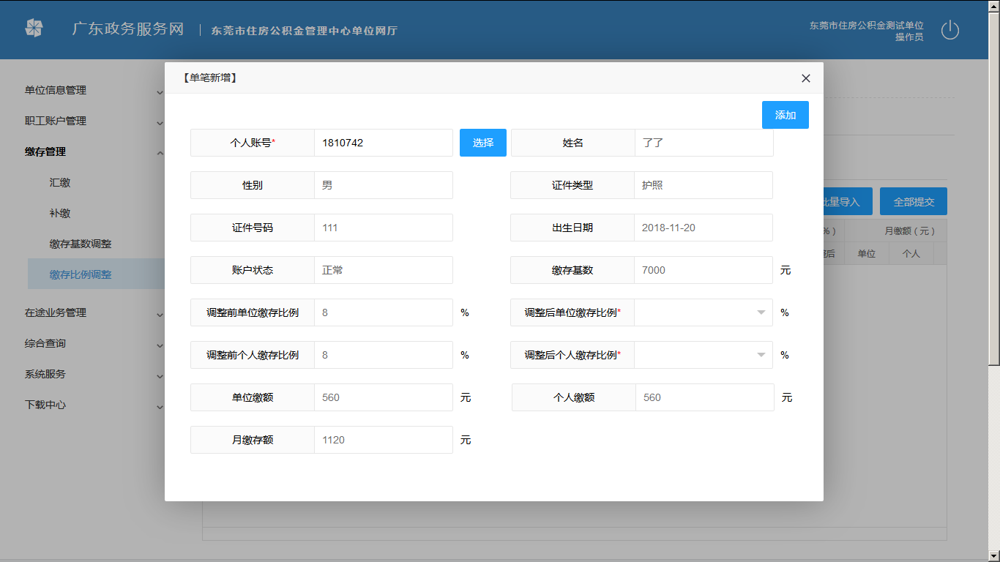 广东政务服务网
东莞市住房公积金管理中心单位网厅
东莞市住房公积金测试单位
操作员
单位信息管理
职工账户管理
缴存管理
汇缴
补缴
缴存基数调整
缴存比例调整
在途业务管理
综合查询
系统服务
下载中心
【单笔新增】
添加
个人账号* 1810742 选择 姓名 了了
性别 男 证件类型 护照
证件号码 111 出生日期 2018-11-20
账户状态 正常 缴存基数 7000 元
调整前单位缴存比例 8 % 调整后单位缴存比例* %
调整前个人缴存比例 8 % 调整后个人缴存比例* %
单位缴额 560 元 个人缴额 560 元
月缴存额 1120 元
批量导入 全部提交
%） 月缴额（元）
整后 单位 个人